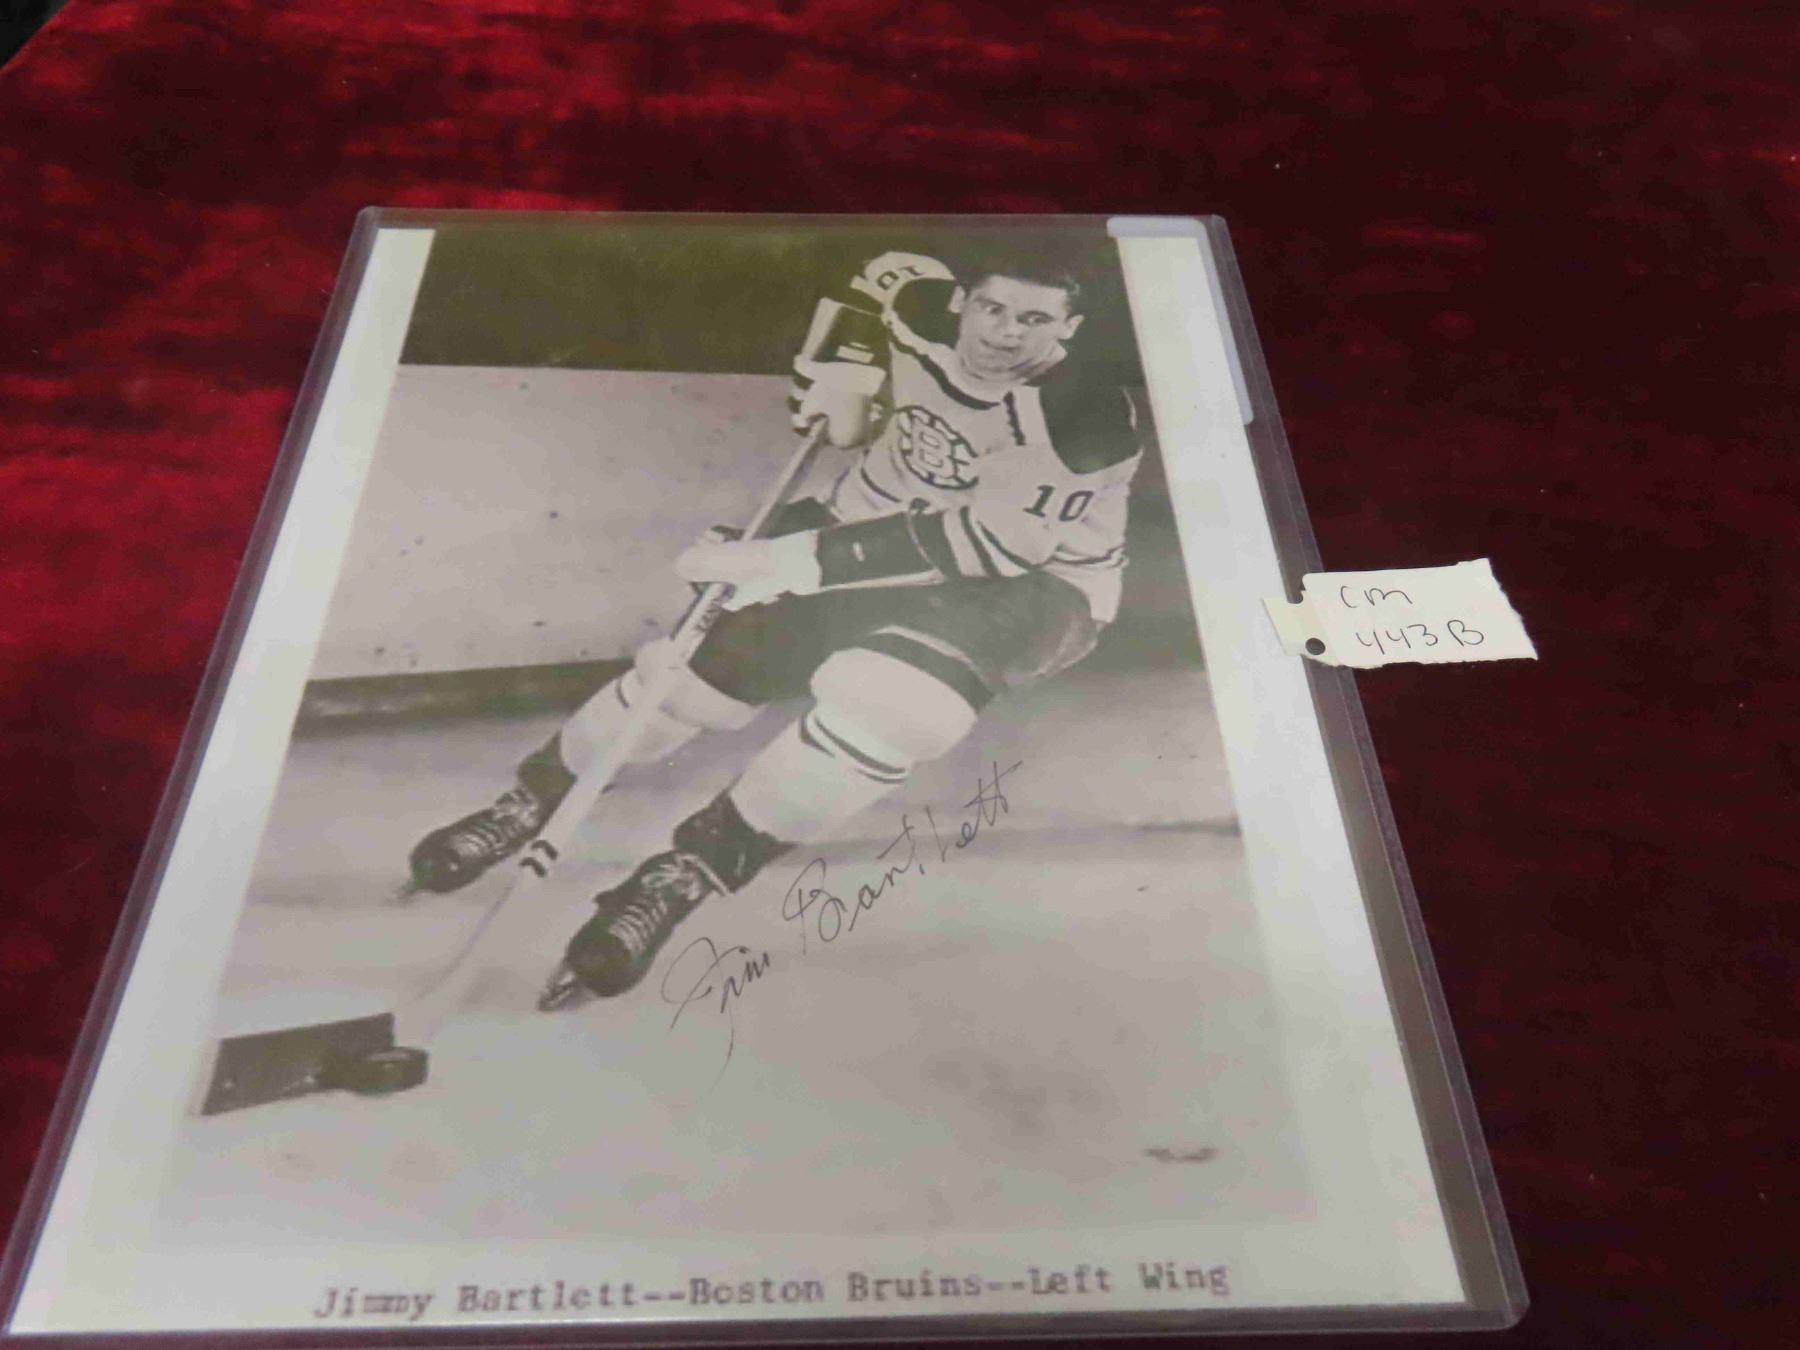 10
B
10
cm
443B
Jim Bartlett
Jimmy Bartlett--Boston Bruins--Left Wing